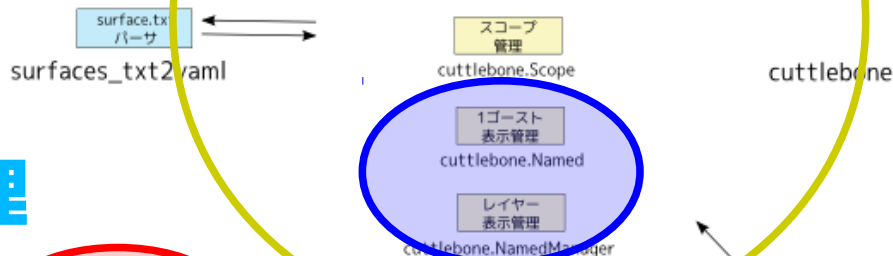 surface.txt
パーサ
surfaces_txt2yaml
スコープ
管理
cuttlebone.Scope
cuttlebone
1ゴースト
表示管理
cuttlebone.Named
レイヤー
表示管理
cuttlebone.NamedManager